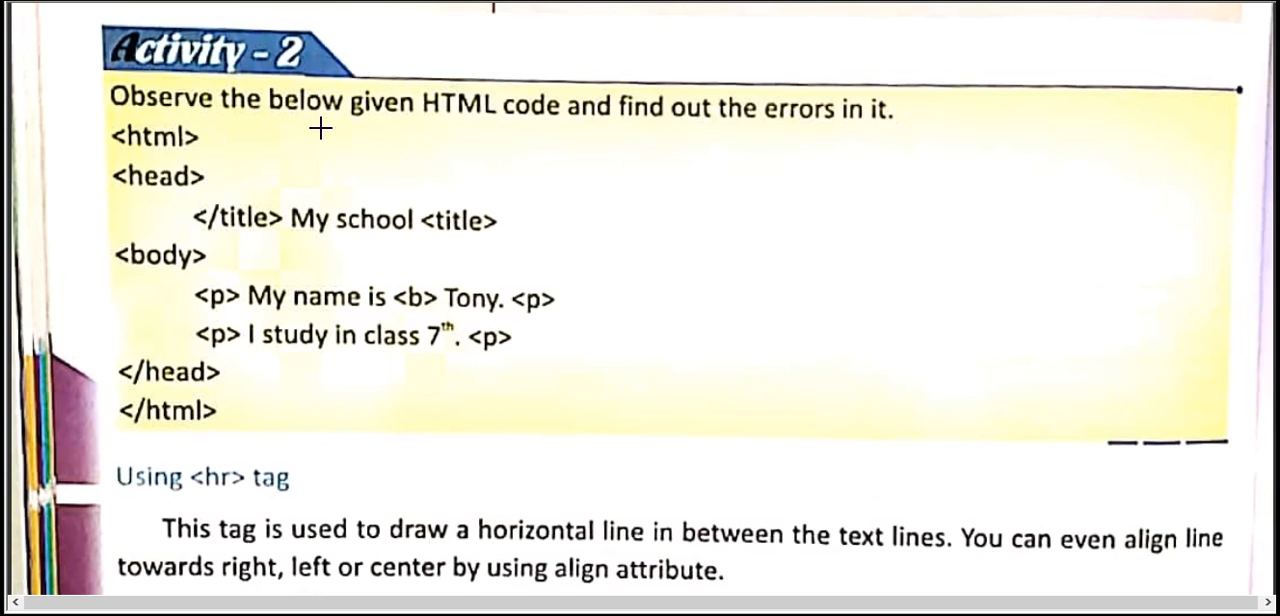 Activity - 2
Observe the below given HTML code and find out the errors in it.
<html>
<head>
</title> My school <title>
<body>
<p> My name is <b> Tony. <p>
<p> I study in class 7th. <p>
</head>
</html>
Using <hr> tag
This tag is used to draw a horizontal line in between the text lines. You can even align line
towards right, left or center by using align attribute.